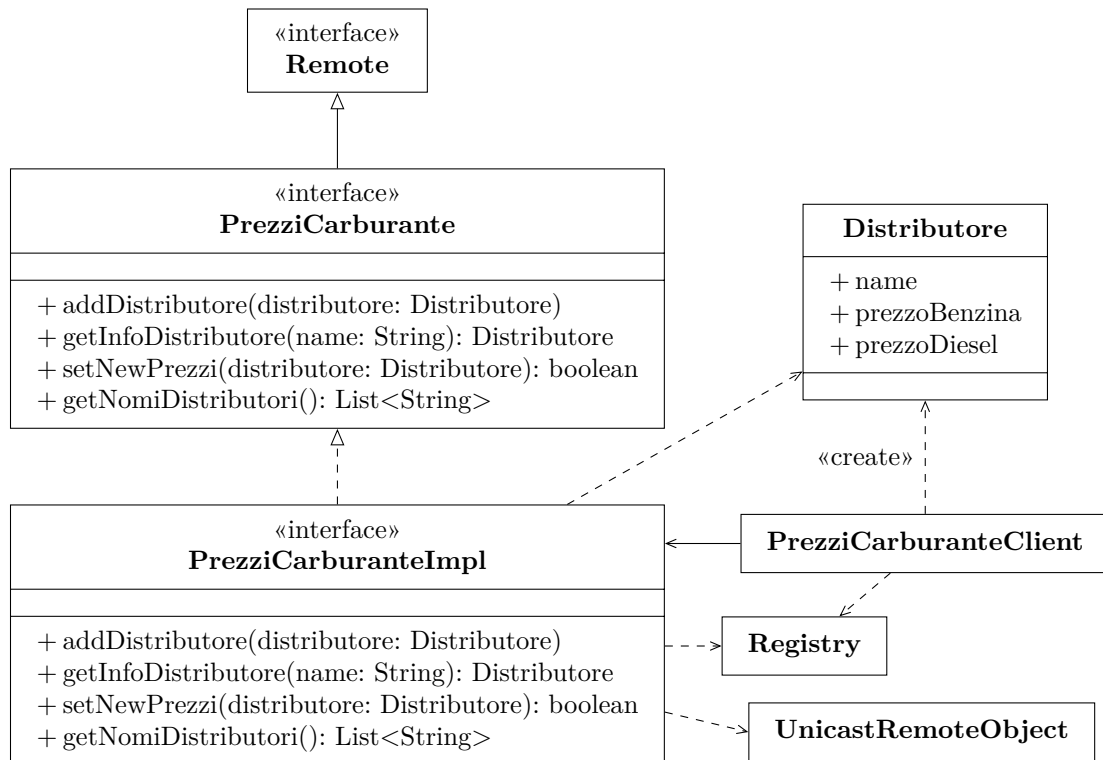 «interface»
Remote
«interface»
PrezziCarburante
+ addDistributore(distributore: Distributore)
+ getInfoDistributore(name: String): Distributore
+ setNewPrezzi(distributore: Distributore): boolean
+ getNomiDistributori(): List<String>
Distributore
+ name
+ prezzoBenzina
+ prezzoDiesel
«create»
«interface»
PrezziCarburanteImpl
+ addDistributore(distributore: Distributore)
+ getInfoDistributore(name: String): Distributore
+ setNewPrezzi(distributore: Distributore): boolean
+ getNomiDistributori(): List<String>
PrezziCarburanteClient
Registry
UnicastRemoteObject